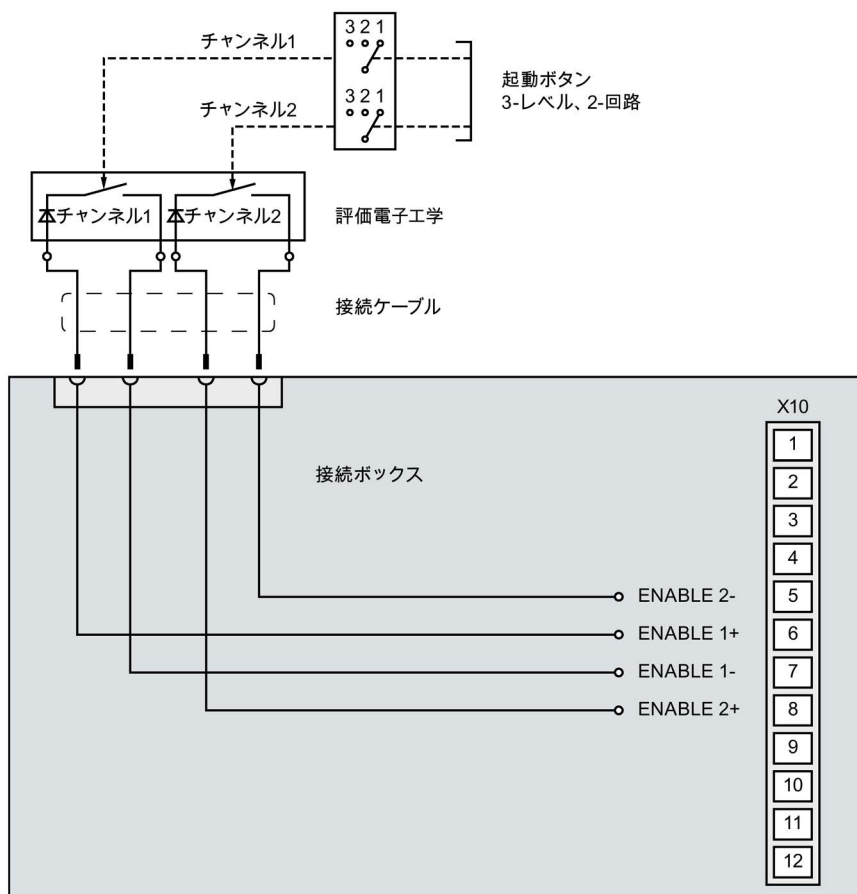 3 2 1
チャンネル1
起動ボタン
3-レベル、2-回路
3 2 1
チャンネル2
チャンネル1
チャンネル2
評価電子工学
接続ケーブル
X10
接続ボックス
1
2
3
4
ENABLE 2-
5
ENABLE 1+
6
ENABLE 1-
7
ENABLE 2+
8
9
10
11
12